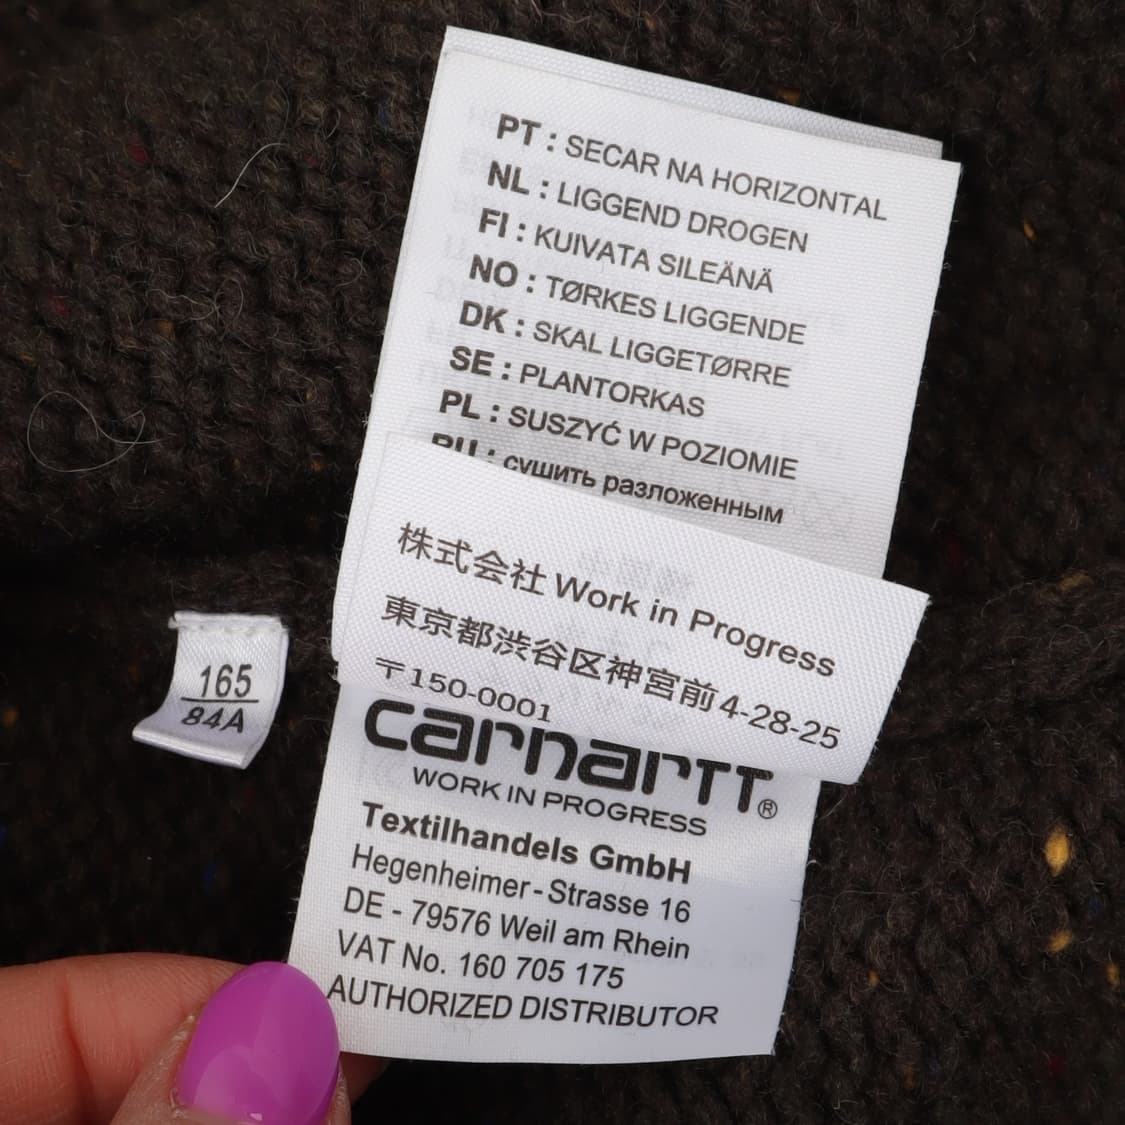 PT : SECAR NA HORIZONTAL
NL : LIGGEND DROGEN
FI : KUIVATA SILEÄNÄ
NO : TØRKES LIGGENDE
DK : SKAL LIGGETØRRE
SE : PLANTORKAS
PL : SUSZYĆ W POZIOMIE
RU : сушить разложенным
株式会社 Work in Progress
東京都渋谷区神宮前4-28-25
〒150-0001
carhartt
WORK IN PROGRESS ®
Textilhandels GmbH
Hegenheimer-Strasse 16
DE - 79576 Weil am Rhein
VAT No. 160 705 175
AUTHORIZED DISTRIBUTOR
165
84A